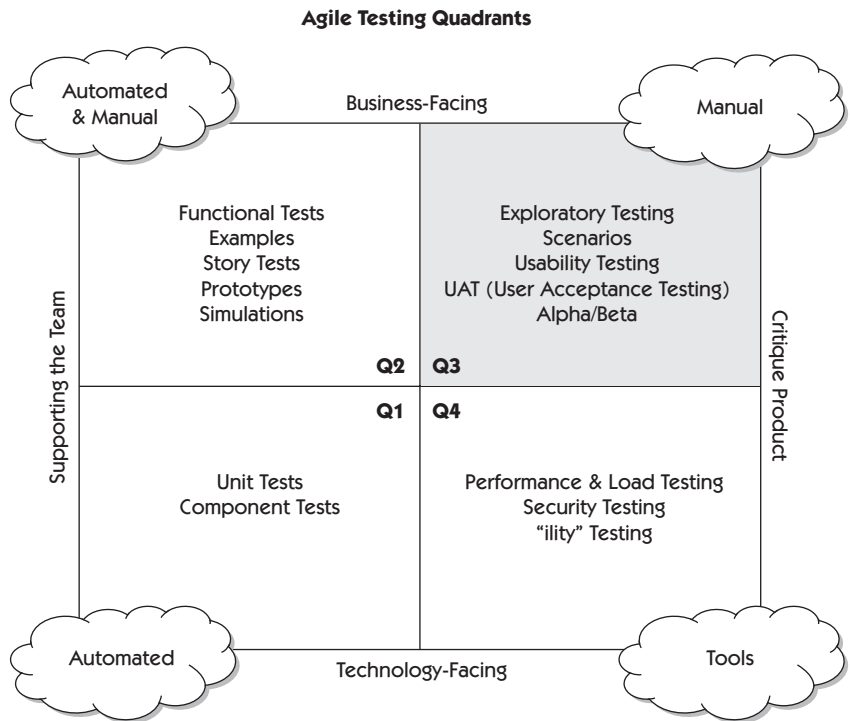 Agile Testing Quadrants
Automated
& Manual
Business-Facing
Manual
Functional Tests
Examples
Story Tests
Prototypes
Simulations
Exploratory Testing
Scenarios
Usability Testing
UAT (User Acceptance Testing)
Alpha/Beta
Supporting the Team
Critique Product
Q2
Q3
Q1
Q4
Unit Tests
Component Tests
Performance & Load Testing
Security Testing
“ility” Testing
Automated
Technology-Facing
Tools